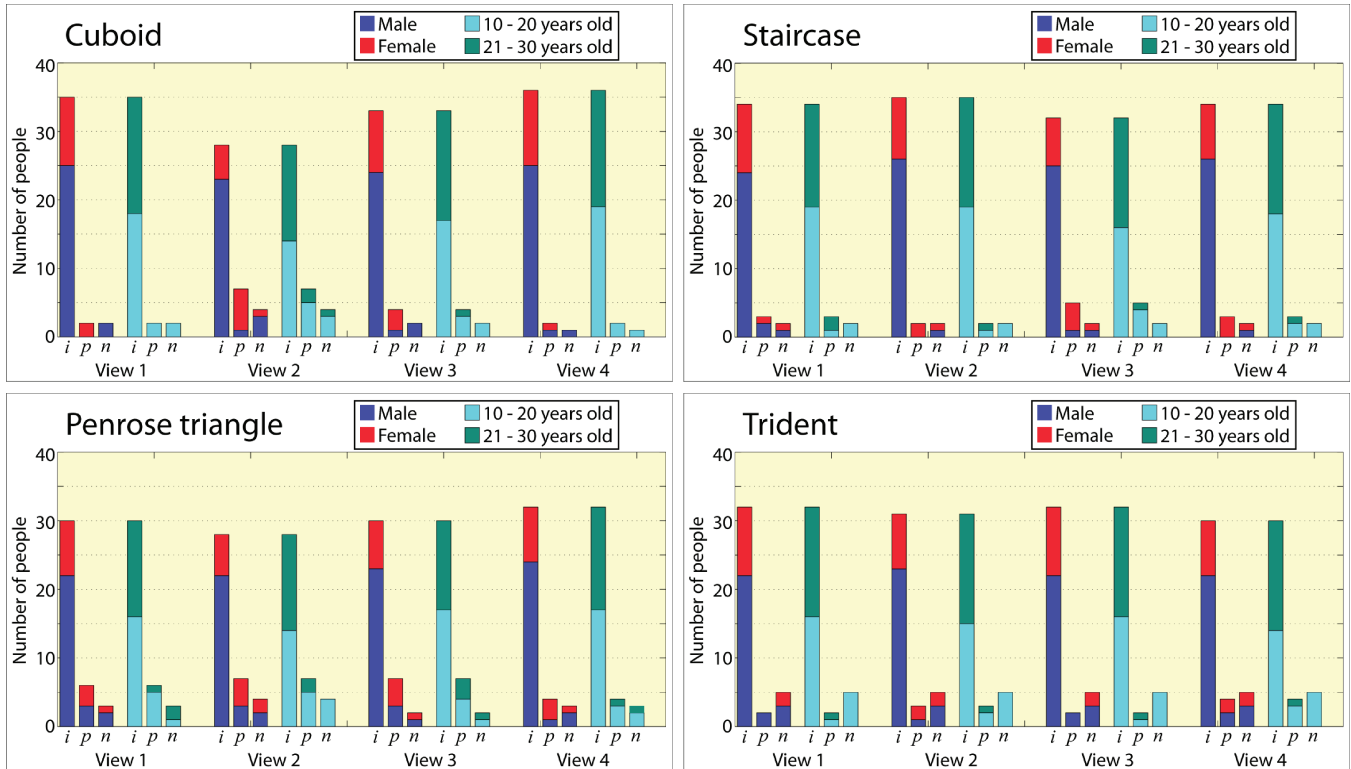 Cuboid
Male
10 - 20 years old
Female
21 - 30 years old
Number of people
40
30
20
10
0
i p n i p n i p n i p n i p n i p n i p n i p n
View 1 View 2 View 3 View 4
Staircase
Male
10 - 20 years old
Female
21 - 30 years old
Number of people
40
30
20
10
0
i p n i p n i p n i p n i p n i p n i p n i p n
View 1 View 2 View 3 View 4
Penrose triangle
Male
10 - 20 years old
Female
21 - 30 years old
Number of people
40
30
20
10
0
i p n i p n i p n i p n i p n i p n i p n i p n
View 1 View 2 View 3 View 4
Trident
Male
10 - 20 years old
Female
21 - 30 years old
Number of people
40
30
20
10
0
i p n i p n i p n i p n i p n i p n i p n i p n
View 1 View 2 View 3 View 4